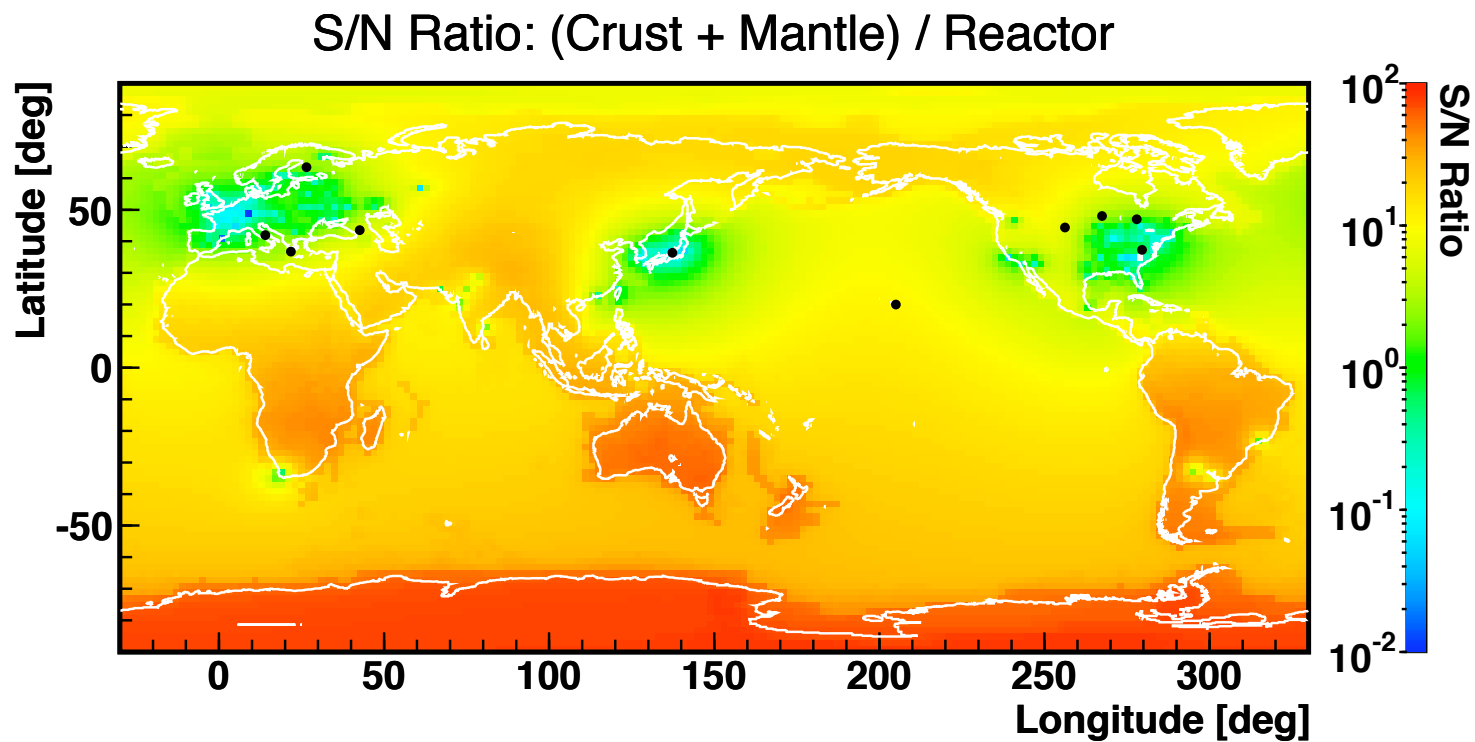 S/N Ratio: (Crust + Mantle) / Reactor
Latitude [deg]
50
0
-50
0 50 100 150 200 250 300
Longitude [deg]
10²
10¹
10⁰
10⁻¹
10⁻²
S/N Ratio